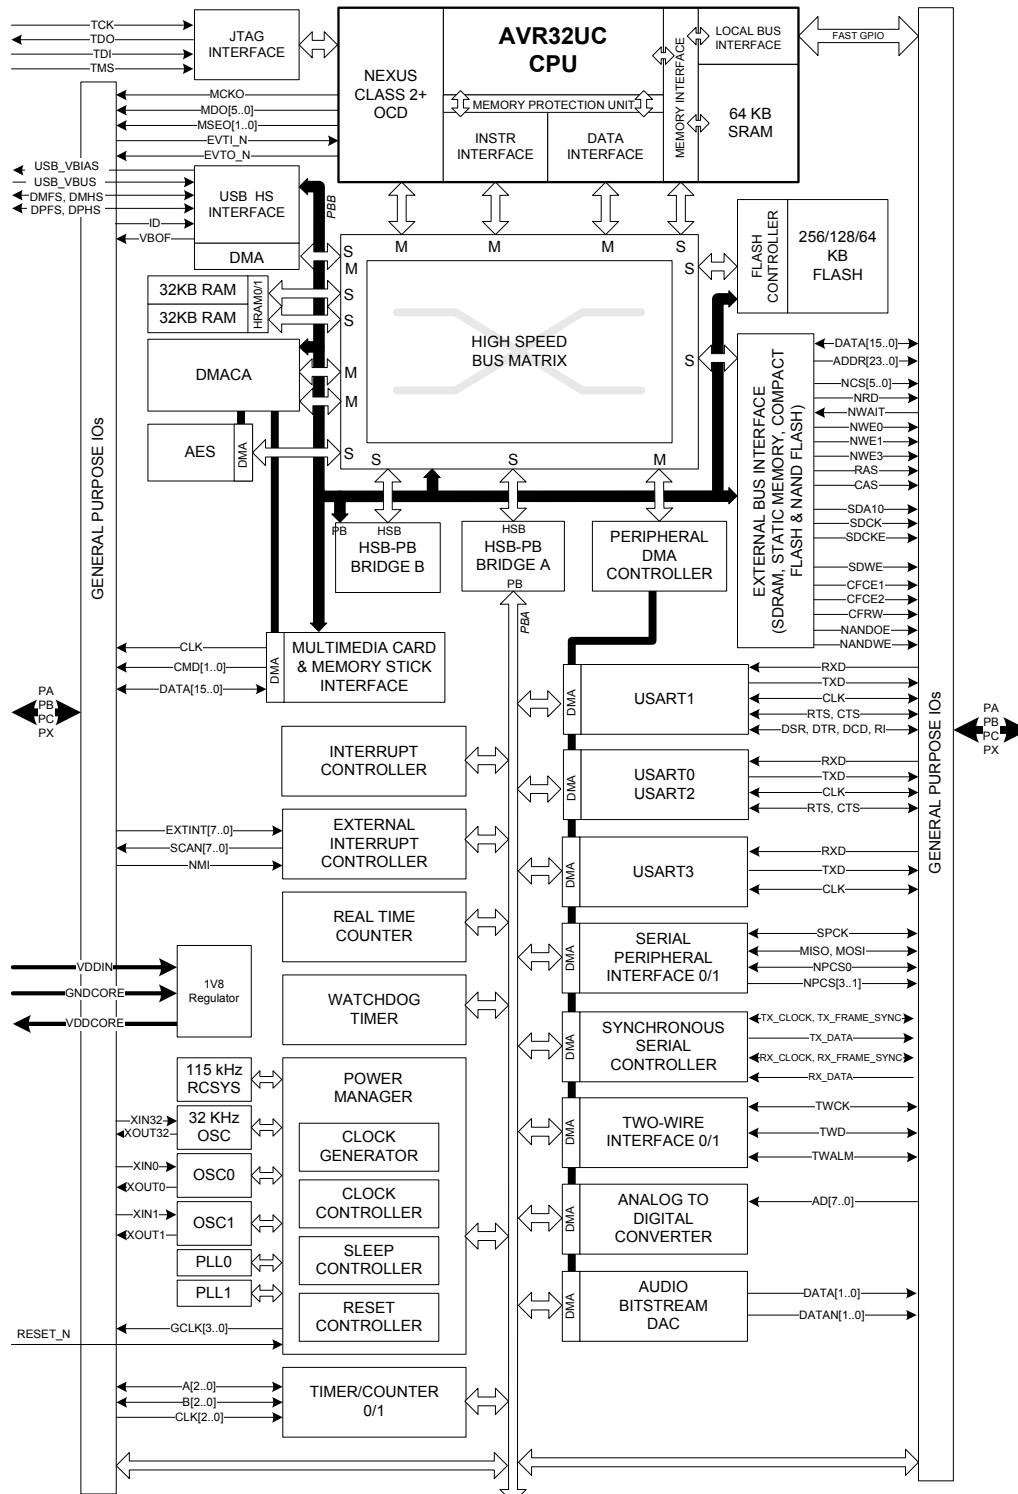 TCK
TDO
TDI
TMS
JTAG
INTERFACE
NEXUS
CLASS 2+
OCD
AVR32UC
CPU
MEMORY PROTECTION UNIT
INSTR
INTERFACE
DATA
INTERFACE
MEMORY INTERFACE
LOCAL BUS
INTERFACE
64 KB
SRAM
FAST GPIO
MCKO
MDO[5..0]
MSEO[1..0]
EVTI_N
EVTO_N
USB_VBIAS
USB_VBUS
DMFS, DMHS
DPFS, DPHS
ID
VBOF
USB HS
INTERFACE
DMA
PBB
32KB RAM
32KB RAM
HRAM0/1
DMACA
AES
DMA
S
M
S
S
M
M
S
M
M
M
S
S
S
S
S
M
HIGH SPEED
BUS MATRIX
FLASH
CONTROLLER
256/128/64
KB
FLASH
EXTERNAL BUS INTERFACE
(SDRAM, STATIC MEMORY, COMPACT
FLASH & NAND FLASH)
DATA[15..0]
ADDR[23..0]
NCS[5..0]
NRD
NWAIT
NWE0
NWE1
NWE3
RAS
CAS
SDA10
SDCK
SDCKE
SDWE
CFCE1
CFCE2
CFRW
NANDOE
NANDWE
PB
HSB
HSB-PB
BRIDGE B
HSB
HSB-PB
BRIDGE A
PB
PBA
PERIPHERAL
DMA
CONTROLLER
GENERAL PURPOSE IOs
GENERAL PURPOSE IOs
PA
PB
PC
PX
PA
PB
PC
PX
CLK
CMD[1..0]
DATA[15..0]
DMA
MULTIMEDIA CARD
& MEMORY STICK
INTERFACE
INTERRUPT
CONTROLLER
EXTINT[7..0]
SCAN[7..0]
NMI
EXTERNAL
INTERRUPT
CONTROLLER
REAL TIME
COUNTER
WATCHDOG
TIMER
VDDIN
GNDCORE
VDDCORE
1V8
Regulator
115 kHz
RCSYS
XIN32
XOUT32
32 KHz
OSC
XIN0
XOUT0
OSC0
XIN1
XOUT1
OSC1
PLL0
PLL1
GCLK[3..0]
RESET_N
POWER
MANAGER
CLOCK
GENERATOR
CLOCK
CONTROLLER
SLEEP
CONTROLLER
RESET
CONTROLLER
A[2..0]
B[2..0]
CLK[2..0]
TIMER/COUNTER
0/1
DMA
USART1
RXD
TXD
CLK
RTS, CTS
DSR, DTR, DCD, RI
DMA
USART0
USART2
RXD
TXD
CLK
RTS, CTS
DMA
USART3
RXD
TXD
CLK
DMA
SERIAL
PERIPHERAL
INTERFACE 0/1
SPCK
MISO, MOSI
NPCS0
NPCS[3..1]
DMA
SYNCHRONOUS
SERIAL
CONTROLLER
TX_CLOCK, TX_FRAME_SYNC
TX_DATA
RX_CLOCK, RX_FRAME_SYNC
RX_DATA
DMA
TWO-WIRE
INTERFACE 0/1
TWCK
TWD
TWALM
DMA
ANALOG TO
DIGITAL
CONVERTER
AD[7..0]
DMA
AUDIO
BITSTREAM
DAC
DATA[1..0]
DATAN[1..0]